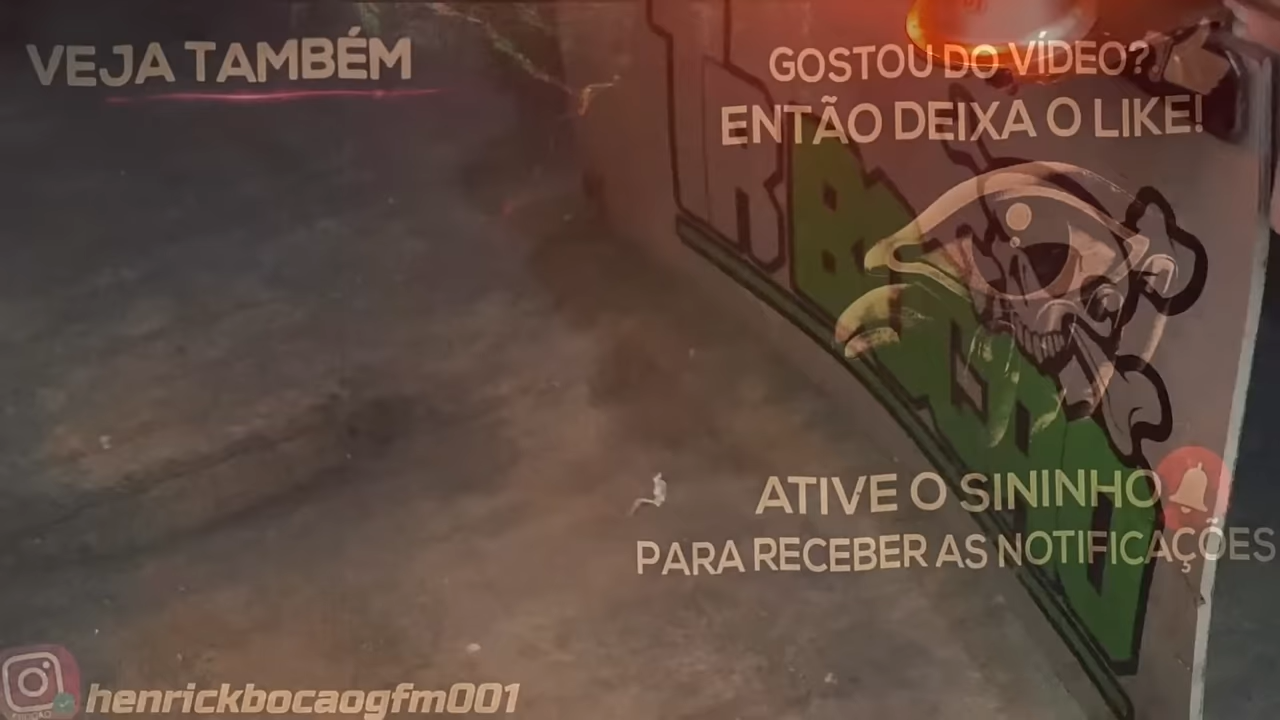 VEJA TAMBÉM
GOSTOU DO VÍDEO?
ENTÃO DEIXA O LIKE!
ATIVE O SININHO
PARA RECEBER AS NOTIFICAÇÕES
henrickbocaogfm001